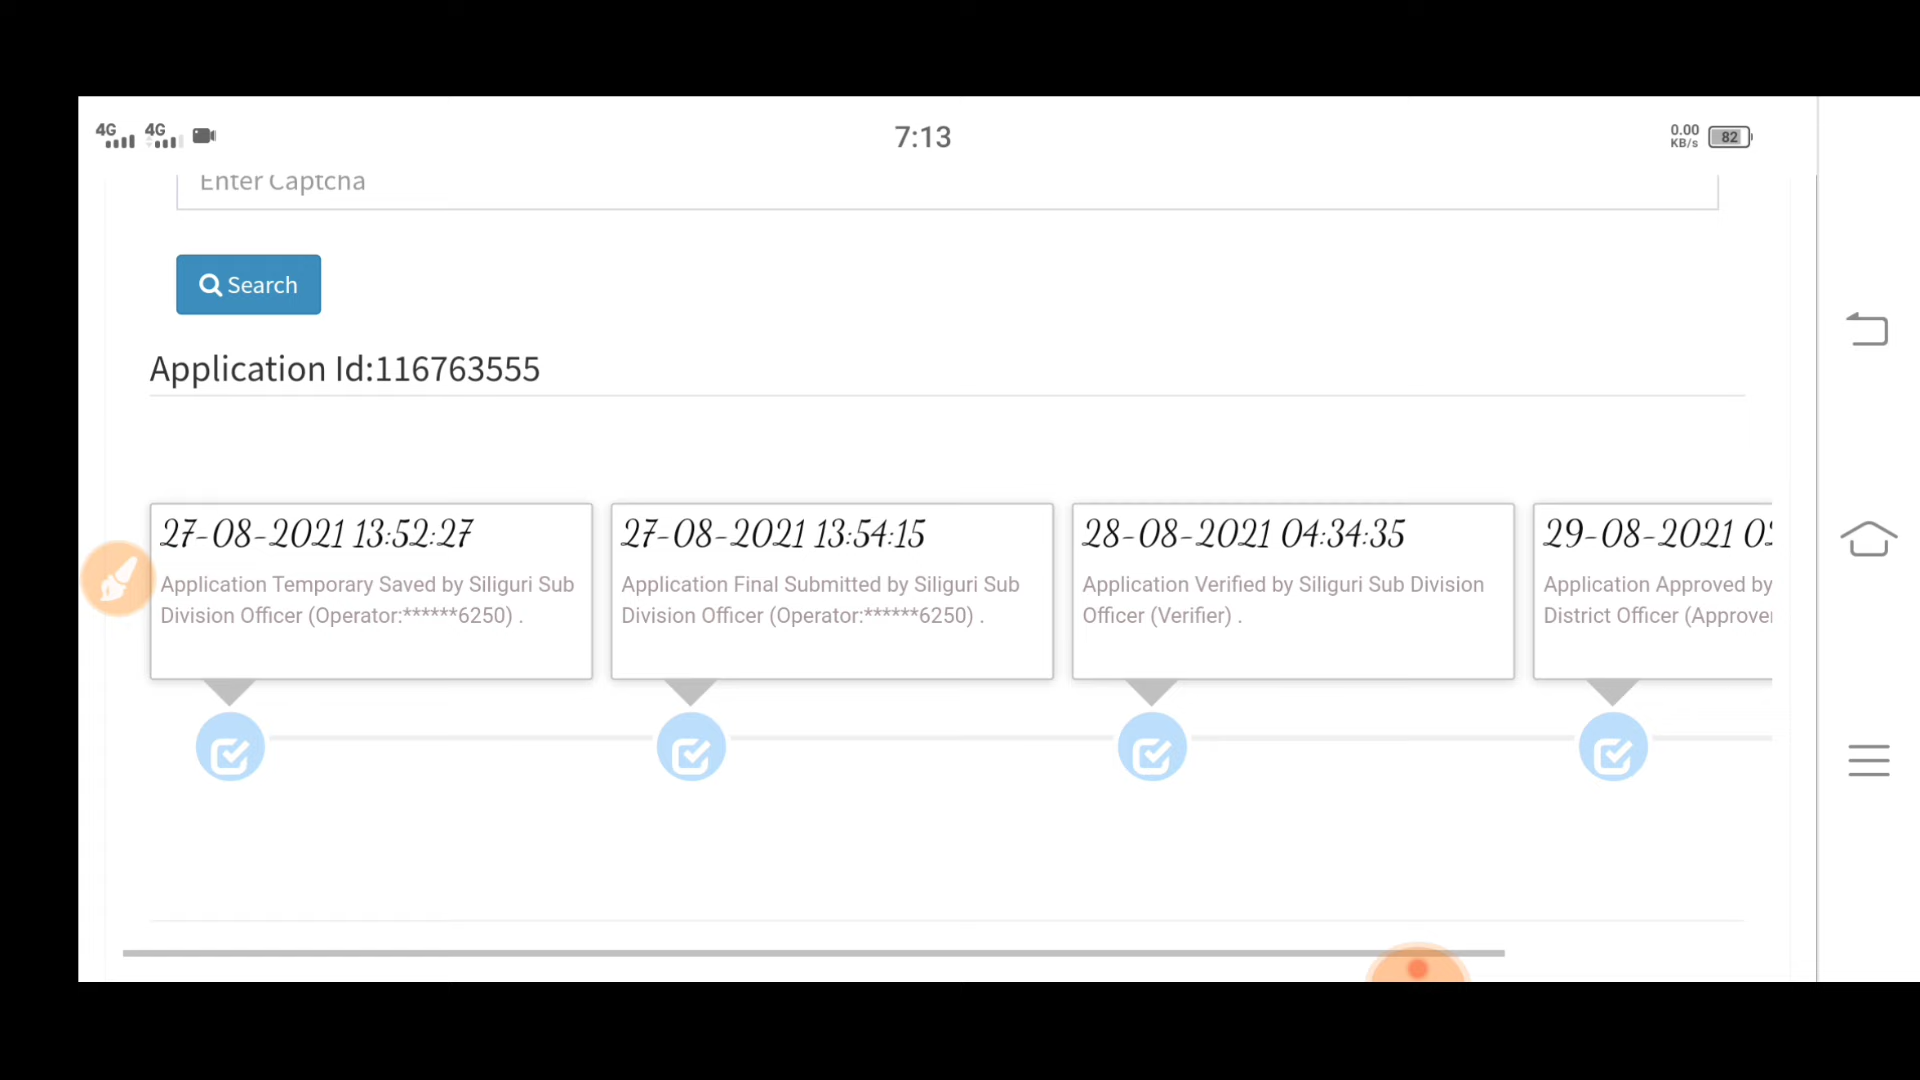 4G 4G 7:13 0.00 KB/s 82
Enter Captcha
Search
Application Id:116763555
27-08-2021 13:52:27
Application Temporary Saved by Siliguri Sub
Division Officer (Operator:******6250) .
27-08-2021 13:54:15
Application Final Submitted by Siliguri Sub
Division Officer (Operator:******6250) .
28-08-2021 04:34:35
Application Verified by Siliguri Sub Division
Officer (Verifier) .
29-08-2021
Application Approved by
District Officer